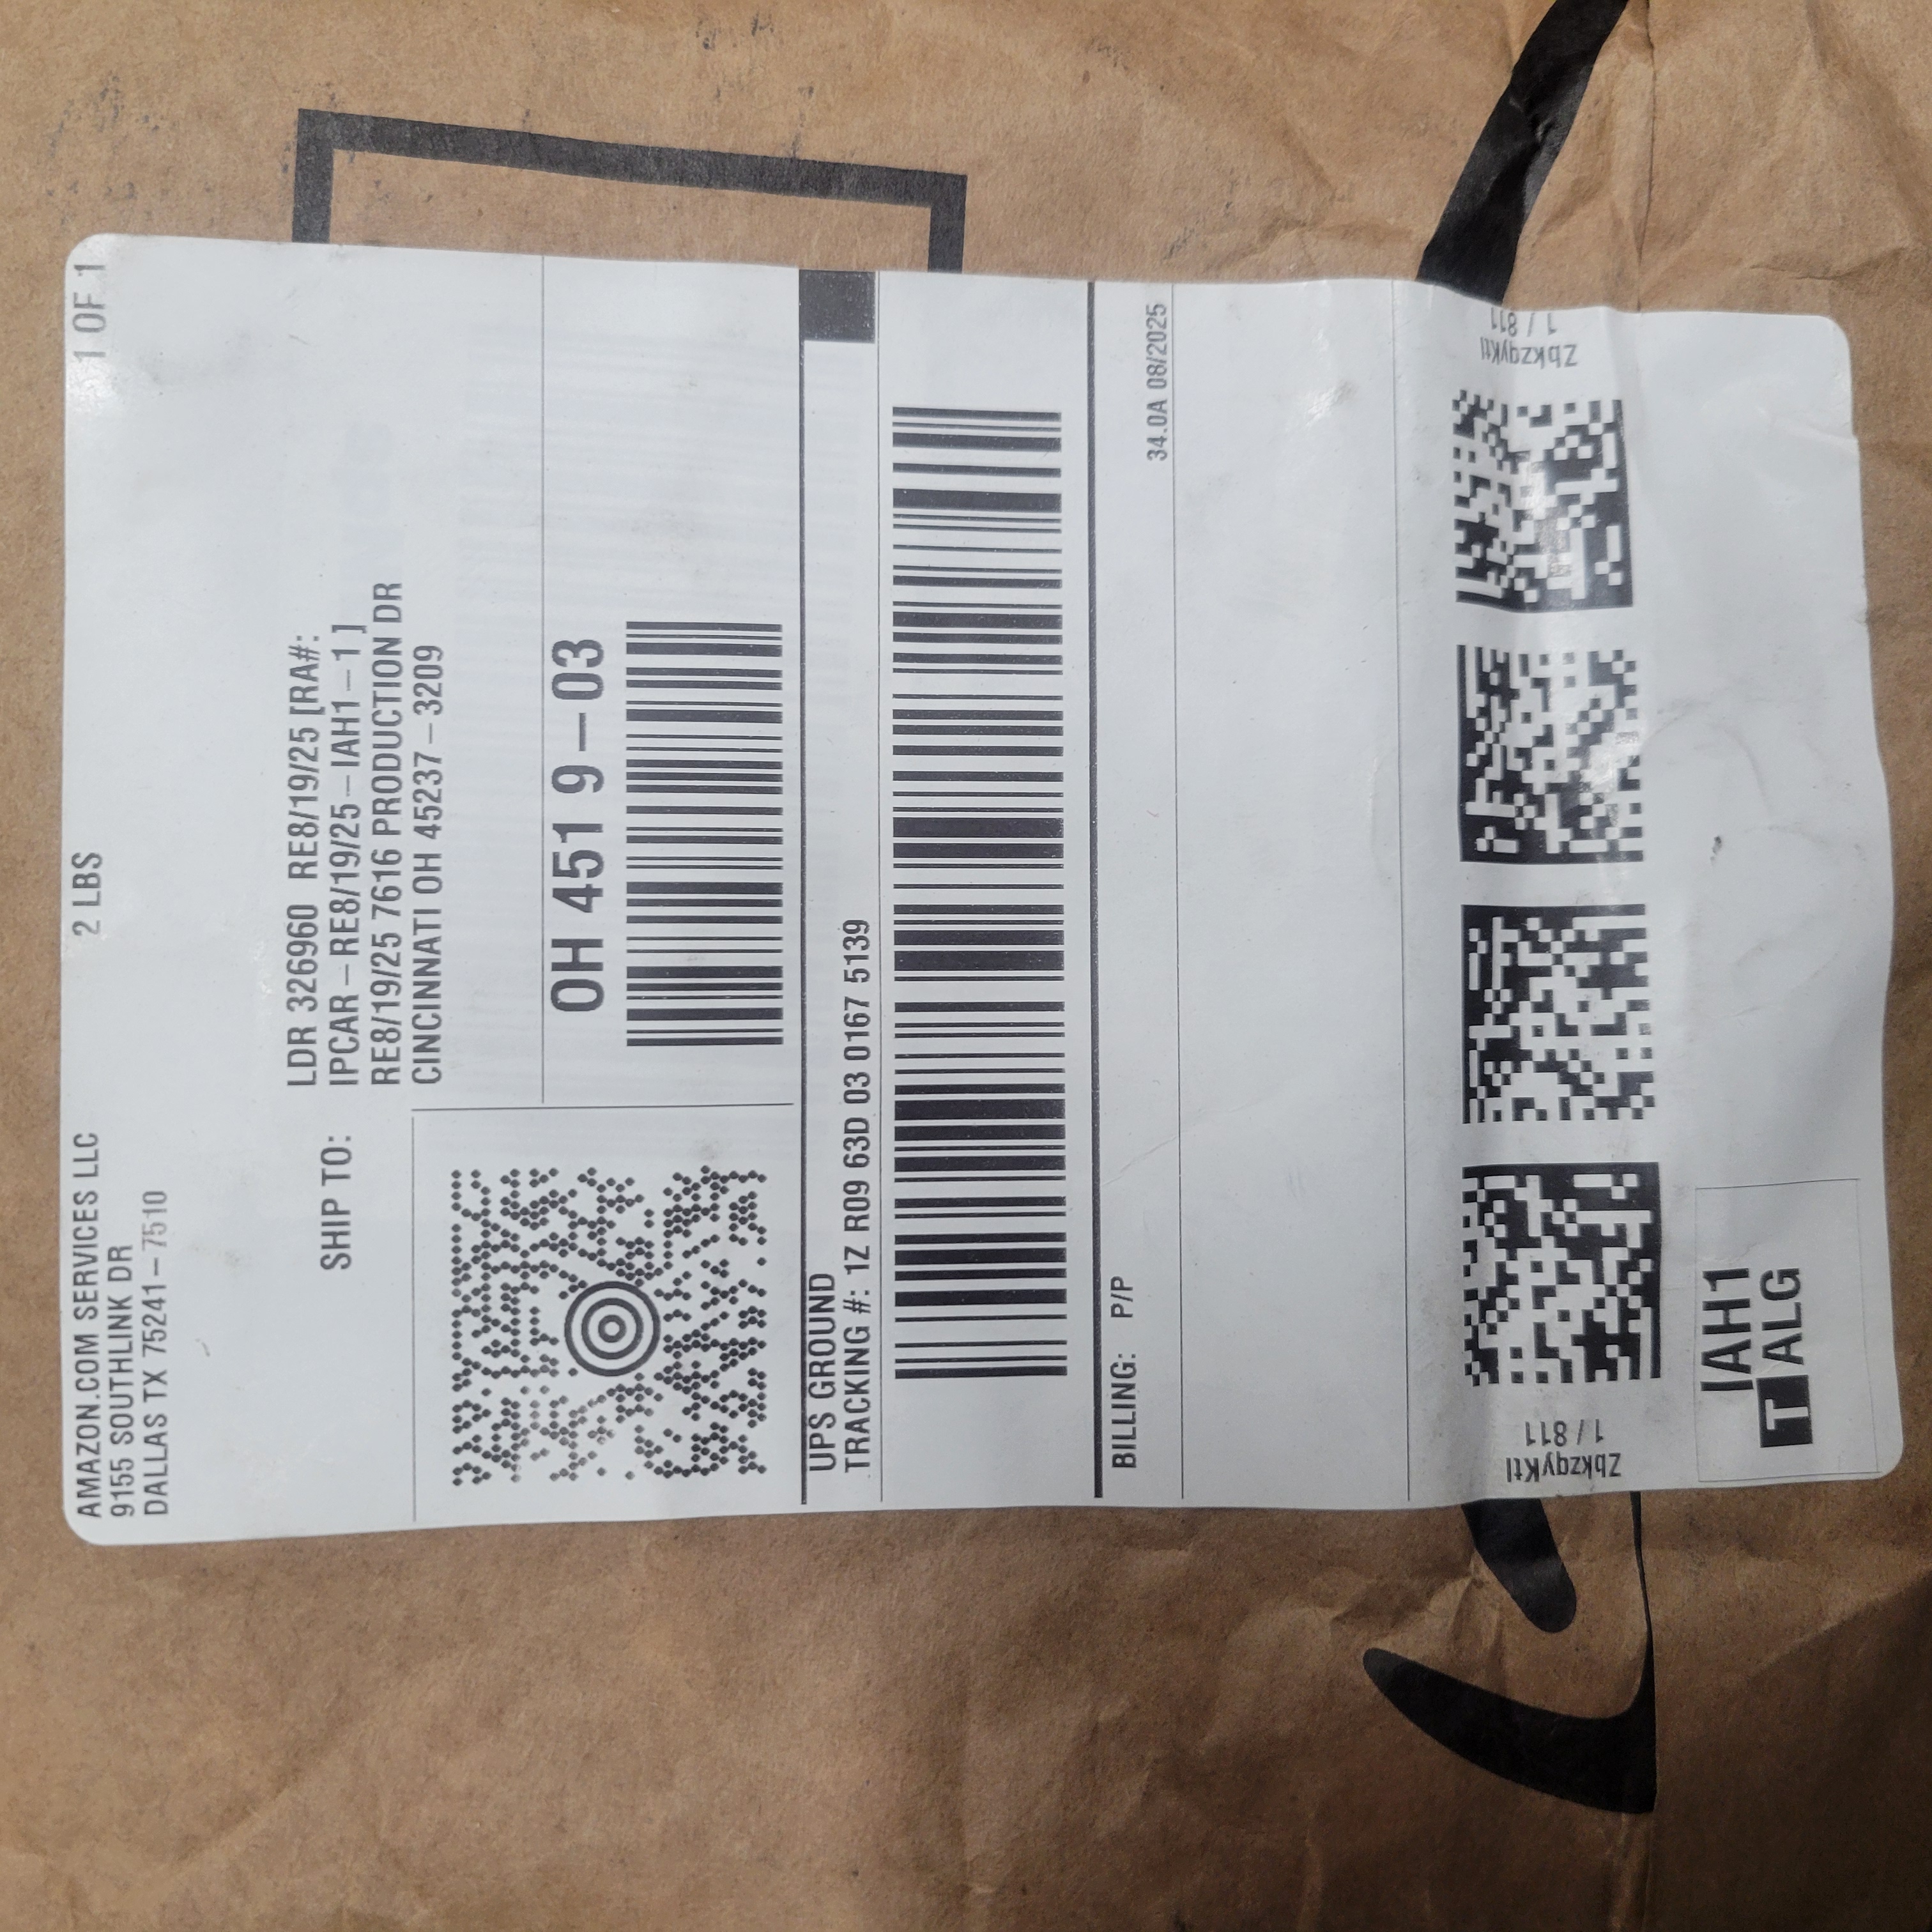 AMAZON.COM SERVICES LLC
9155 SOUTHLINK DR
DALLAS TX 75241-7510
2 LBS
1 OF 1
SHIP TO:
LDR 326960 RE8/19/25 [RA#:
IPCAR-RE8/19/25-IAH1-1]
RE8/19/25 7616 PRODUCTION DR
CINCINNATI OH 45237-3209
OH 451 9-03
UPS GROUND
TRACKING #: 1Z R09 63D 03 0167 5139
BILLING: P/P
34.0A 08/2025
ZbkzqyKtl
1 / 811
ZbkzqyKtl
1 / 811
IAH1
T ALG